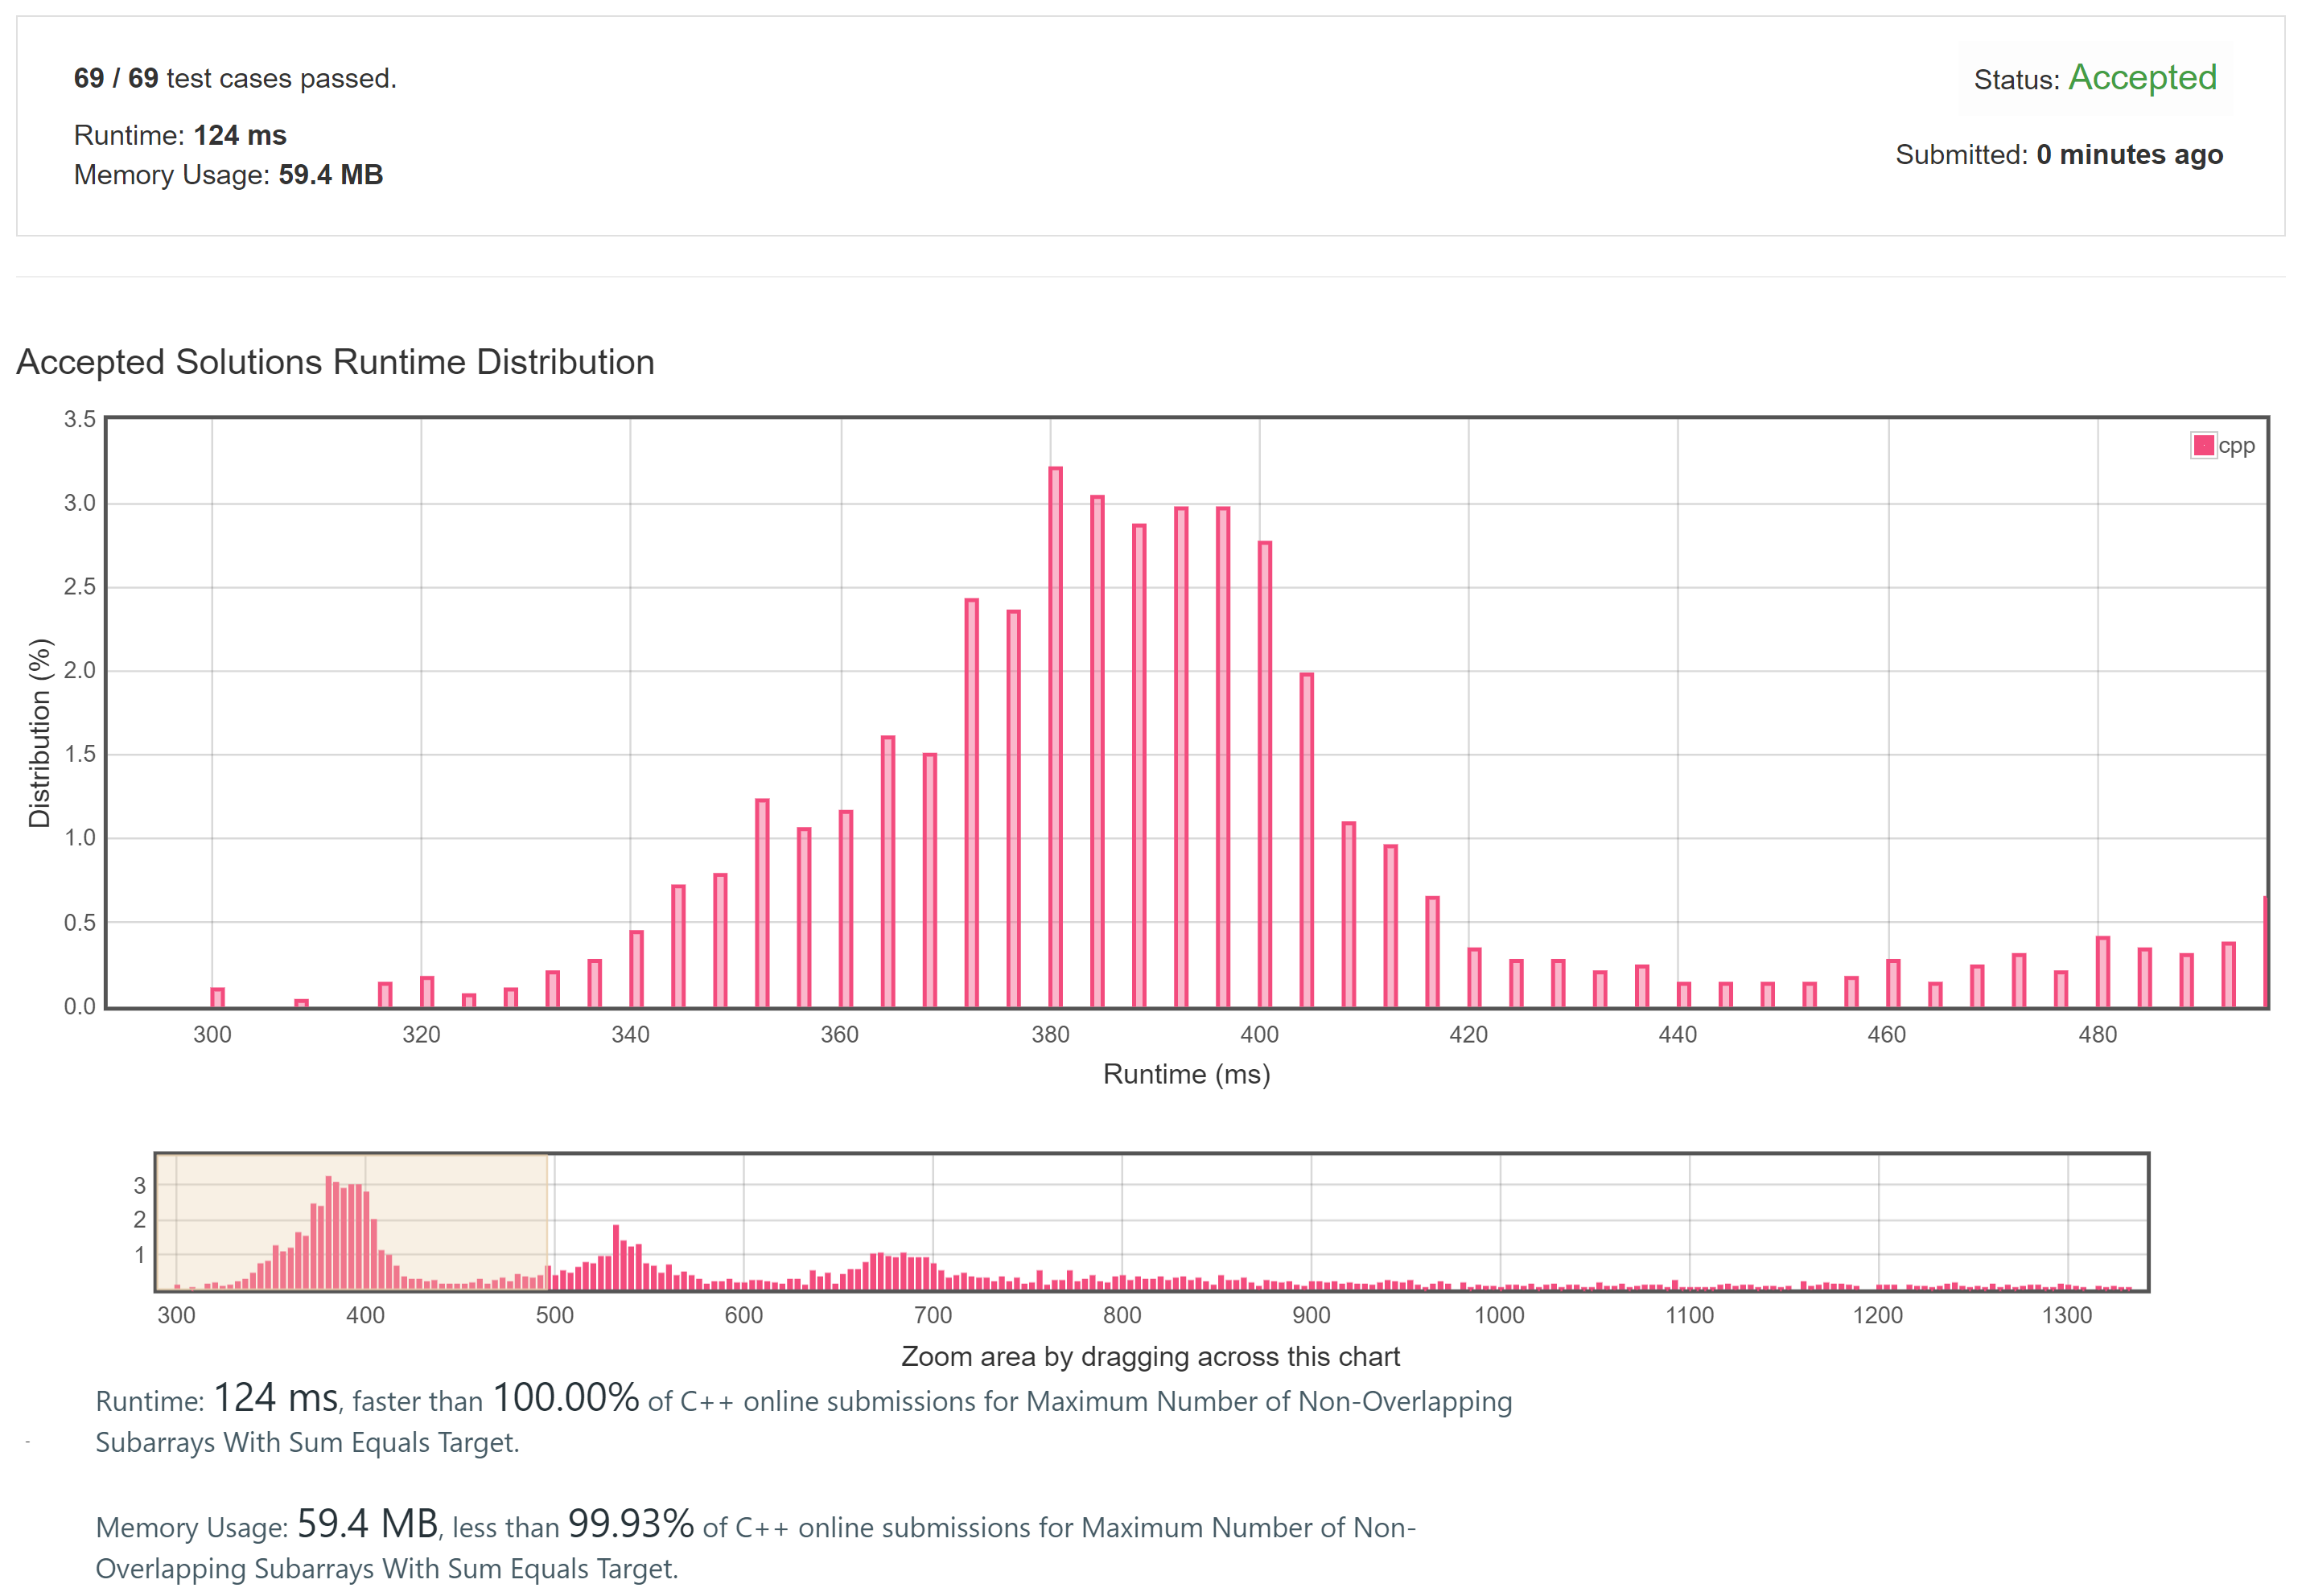 69 / 69 test cases passed.
Status: Accepted
Runtime: 124 ms
Submitted: 0 minutes ago
Memory Usage: 59.4 MB
Accepted Solutions Runtime Distribution
3.5
3.0
2.5
2.0
1.5
1.0
0.5
0.0
Distribution (%)
cpp
300 320 340 360 380 400 420 440 460 480
Runtime (ms)
3
2
1
300 400 500 600 700 800 900 1000 1100 1200 1300
Zoom area by dragging across this chart
Runtime: 124 ms, faster than 100.00% of C++ online submissions for Maximum Number of Non-Overlapping
Subarrays With Sum Equals Target.
Memory Usage: 59.4 MB, less than 99.93% of C++ online submissions for Maximum Number of Non-
Overlapping Subarrays With Sum Equals Target.